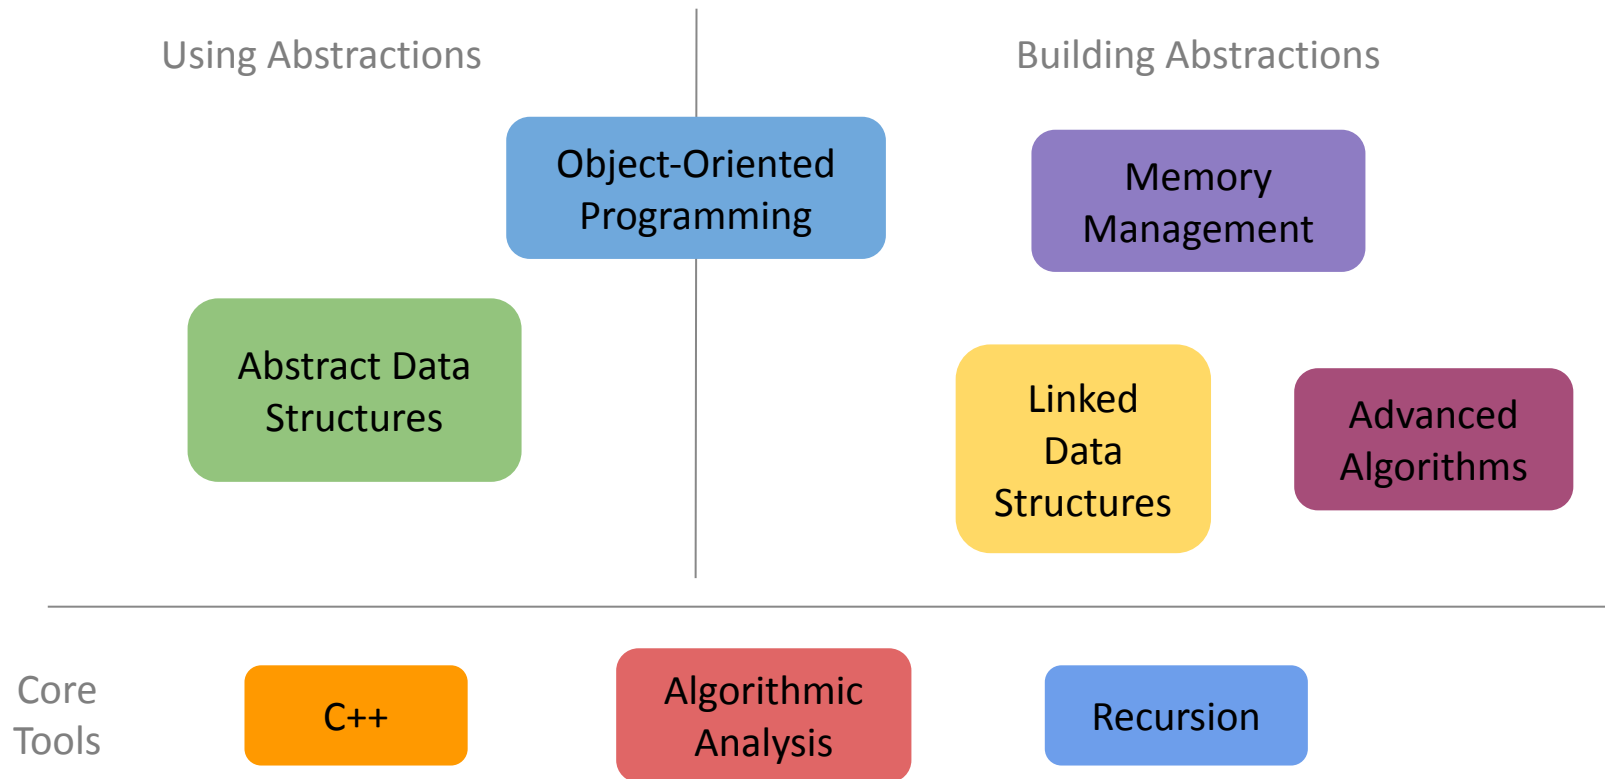 Using Abstractions
Building Abstractions
Object-Oriented
Programming
Memory
Management
Abstract Data
Structures
Linked
Data
Structures
Advanced
Algorithms
Core
Tools
C++
Algorithmic
Analysis
Recursion